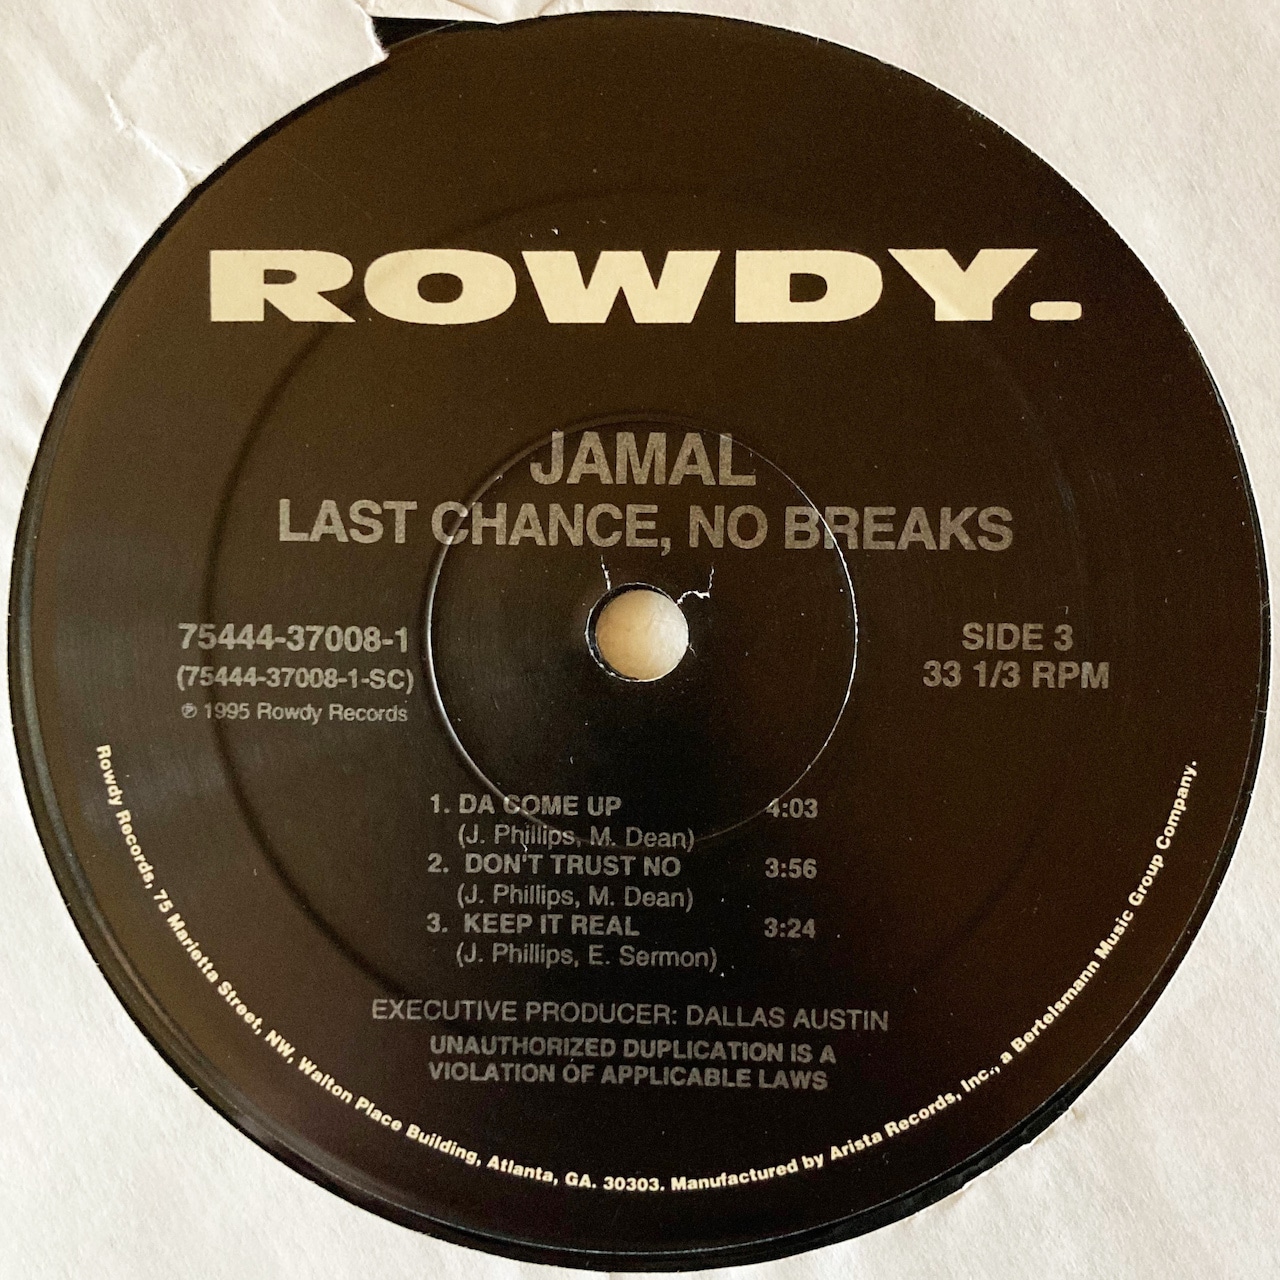 ROWDY.
JAMAL
LAST CHANCE, NO BREAKS
75444-37008-1
(75444-37008-1-SC)
℗ 1995 Rowdy Records
SIDE 3
33 1/3 RPM
1. DA COME UP 4:03
(J. Phillips, M. Dean)
2. DON'T TRUST NO 3:56
(J. Phillips, M. Dean)
3. KEEP IT REAL 3:24
(J. Phillips, E. Sermon)
EXECUTIVE PRODUCER: DALLAS AUSTIN
UNAUTHORIZED DUPLICATION IS A
VIOLATION OF APPLICABLE LAWS
Rowdy Records, 75 Marietta Street, NW, Walton Place Building, Atlanta, GA. 30303. Manufactured by Arista Records, Inc., a Bertelsmann Music Group Company.